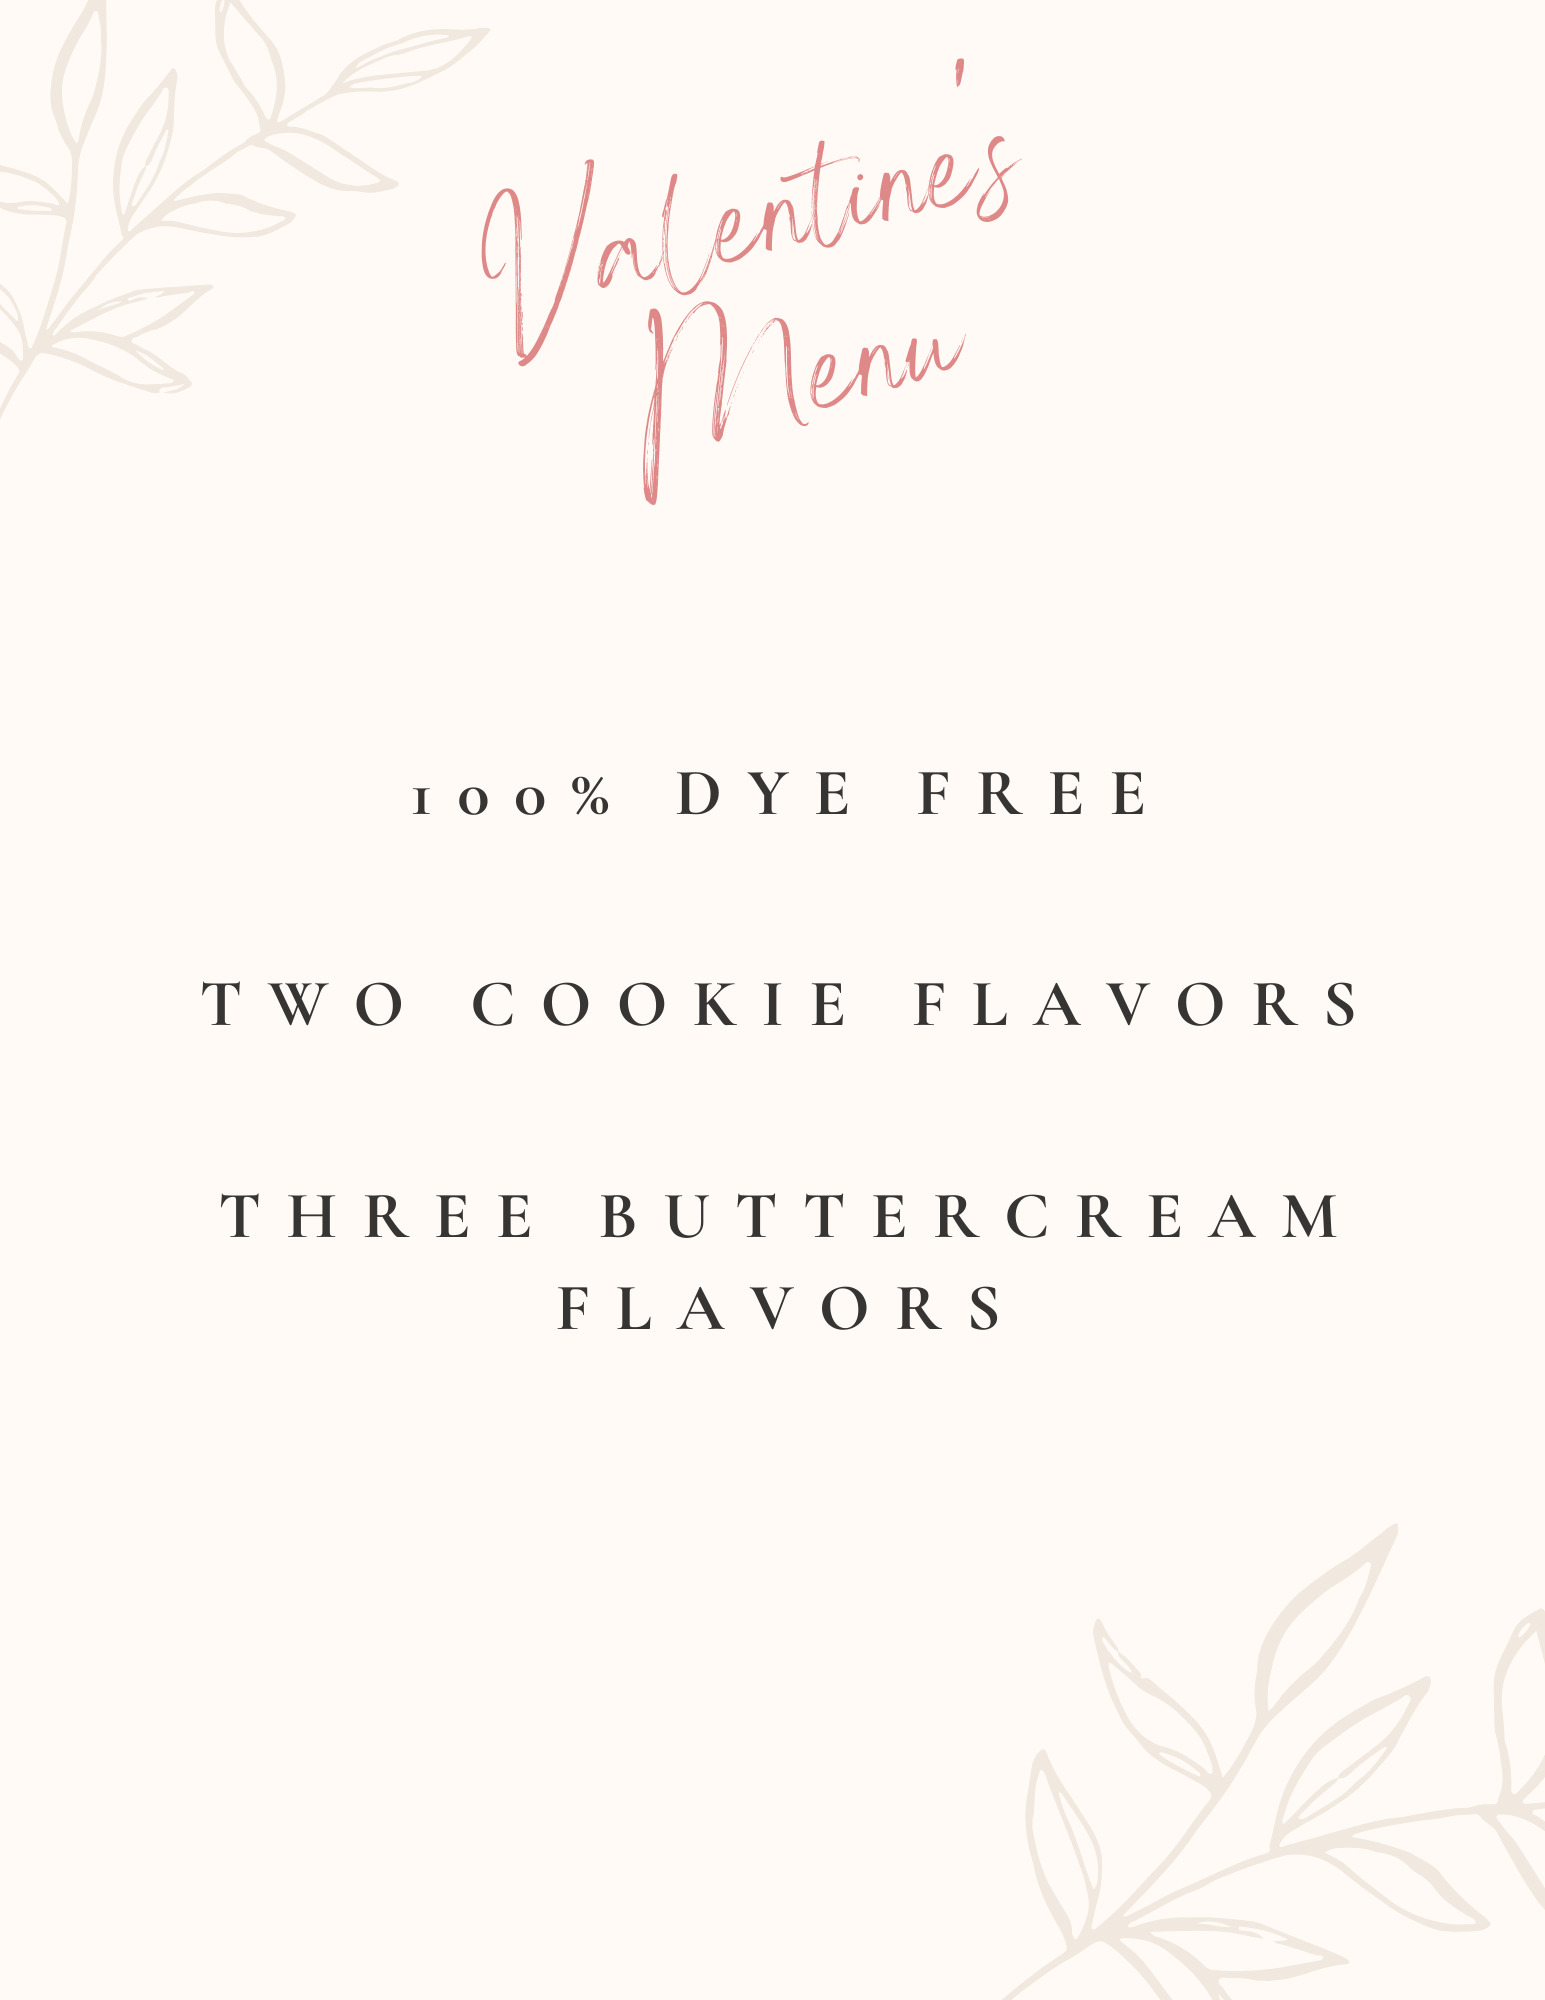 Valentine's
Menu
100% DYE FREE
TWO COOKIE FLAVORS
THREE BUTTERCREAM
FLAVORS